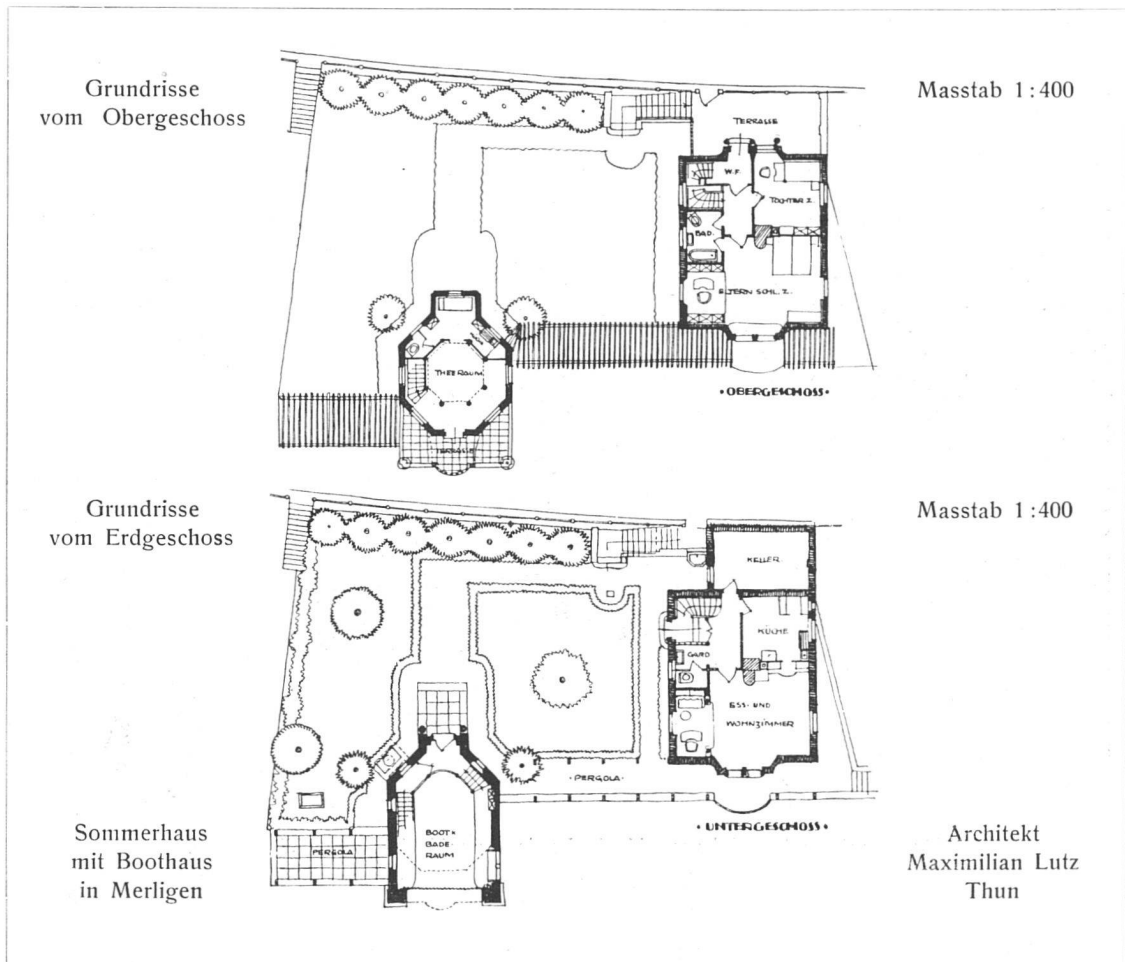 Grundrisse
vom Obergeschoss
Masstab 1:400
TERRASSE
W.F.
TOCHTER Z.
BAD.
ELTERN SCHL. Z.
THEERAUM
TERRASSE
• OBERGESCHOSS •
Grundrisse
vom Erdgeschoss
Masstab 1:400
KELLER
KÜCHE
GARD
ESS- UND
WOHNZIMMER
- PERGOLA -
• UNTERGESCHOSS •
BOOT &
BADE-
RAUM
PERGOLA
Sommerhaus
mit Boothaus
in Merligen
Architekt
Maximilian Lutz
Thun